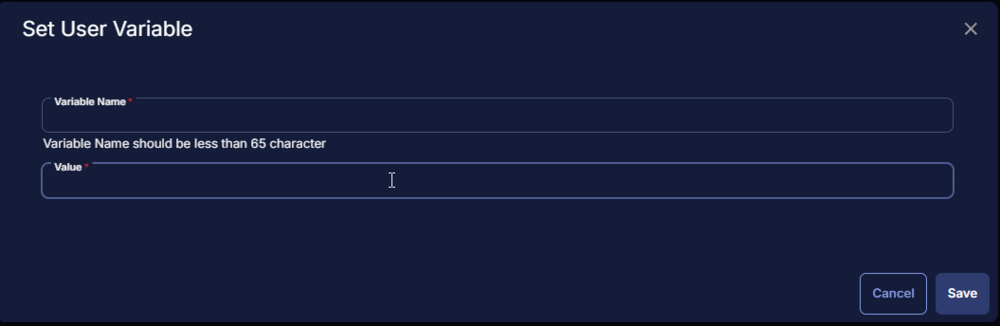 Set User Variable
Variable Name *
Variable Name should be less than 65 character
Value *
Cancel Save